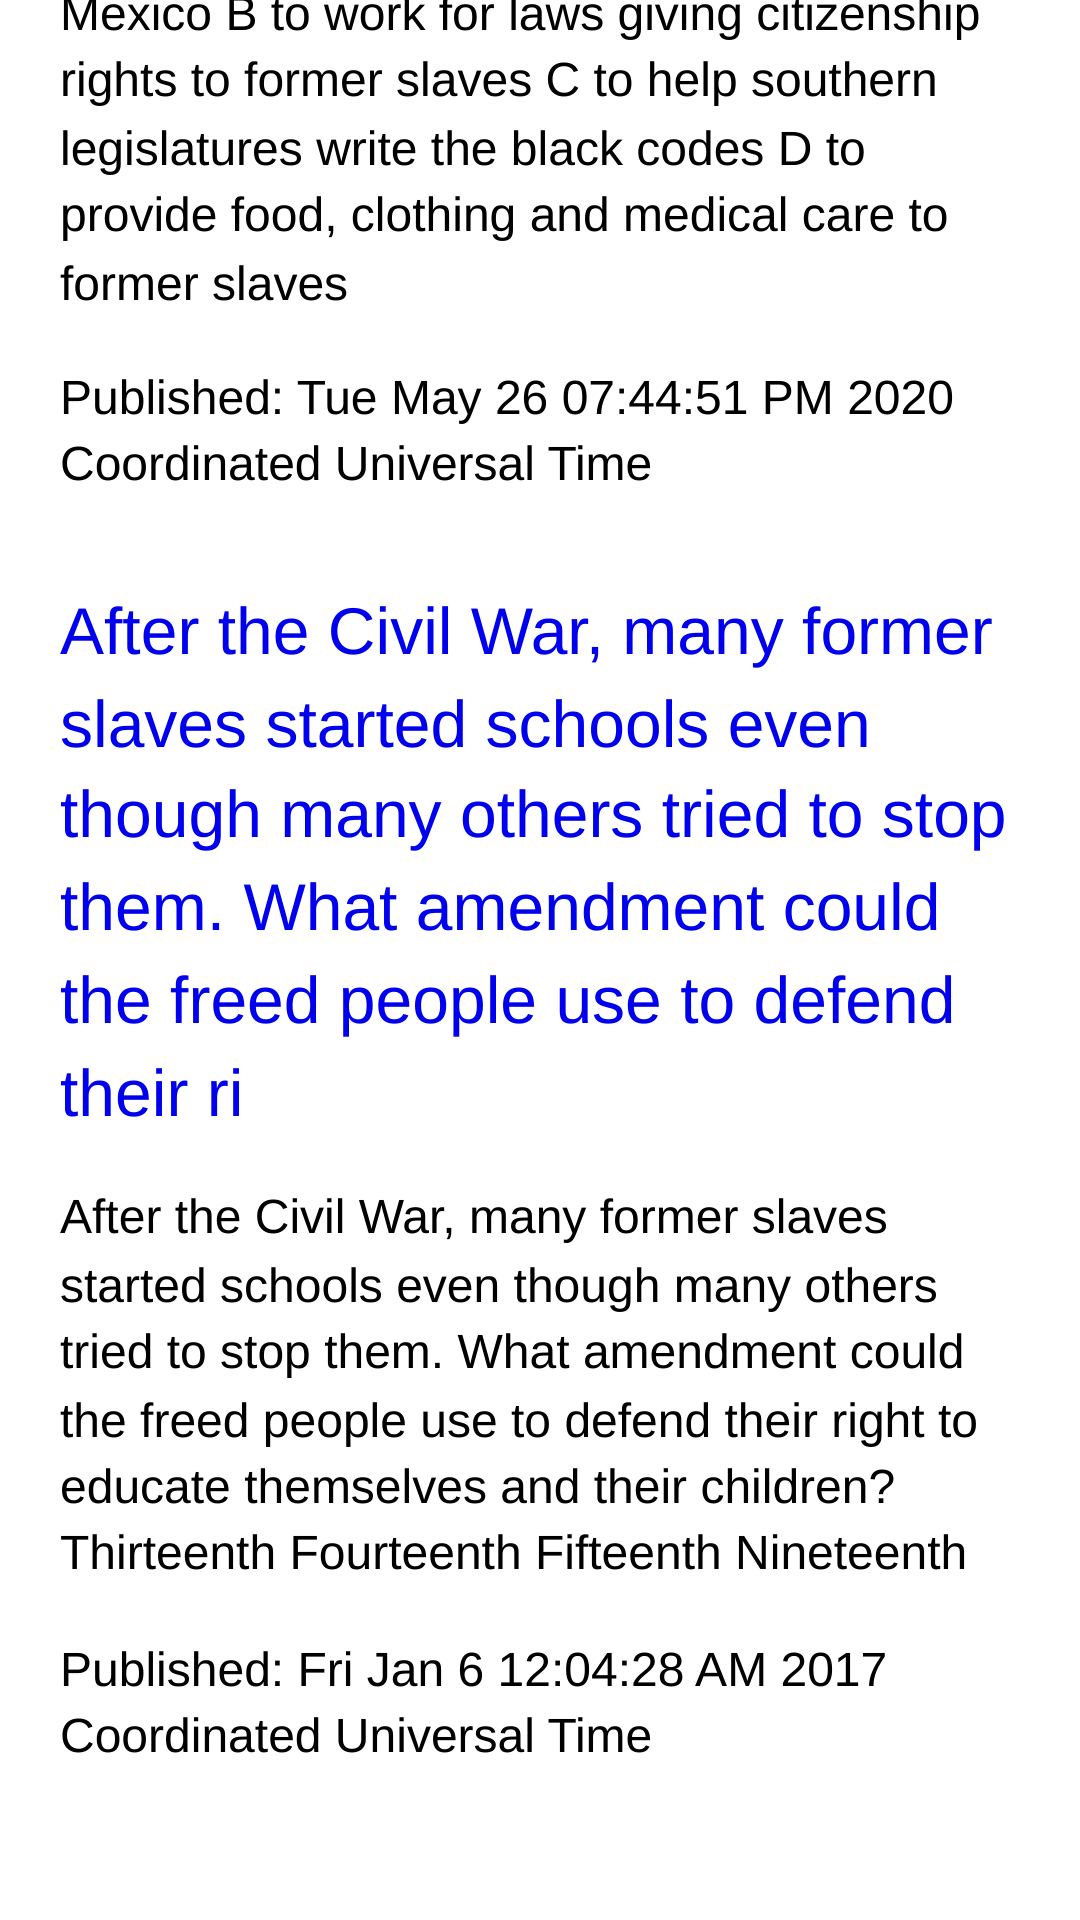 Mexico B to work for laws giving citizenship
rights to former slaves C to help southern
legislatures write the black codes D to
provide food, clothing and medical care to
former slaves
Published: Tue May 26 07:44:51 PM 2020
Coordinated Universal Time
After the Civil War, many former
slaves started schools even
though many others tried to stop
them. What amendment could
the freed people use to defend
their ri
After the Civil War, many former slaves
started schools even though many others
tried to stop them. What amendment could
the freed people use to defend their right to
educate themselves and their children?
Thirteenth Fourteenth Fifteenth Nineteenth
Published: Fri Jan 6 12:04:28 AM 2017
Coordinated Universal Time